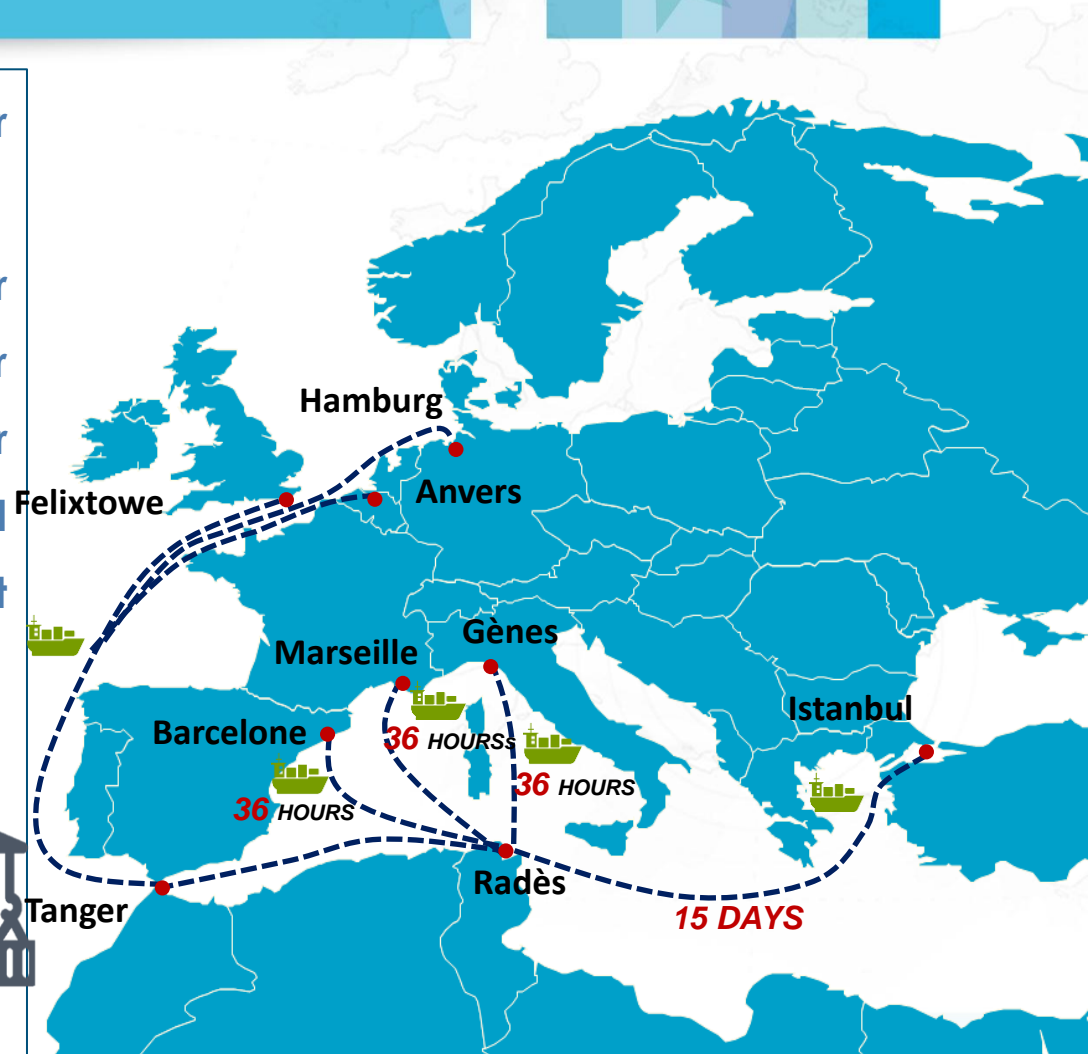 r
r
r
r
l
t
Hamburg
Anvers
Felixtowe
Gènes
Marseille
Istanbul
Barcelone
36 HOURSS
36 HOURS
36 HOURS
Radès
Tanger
15 DAYS